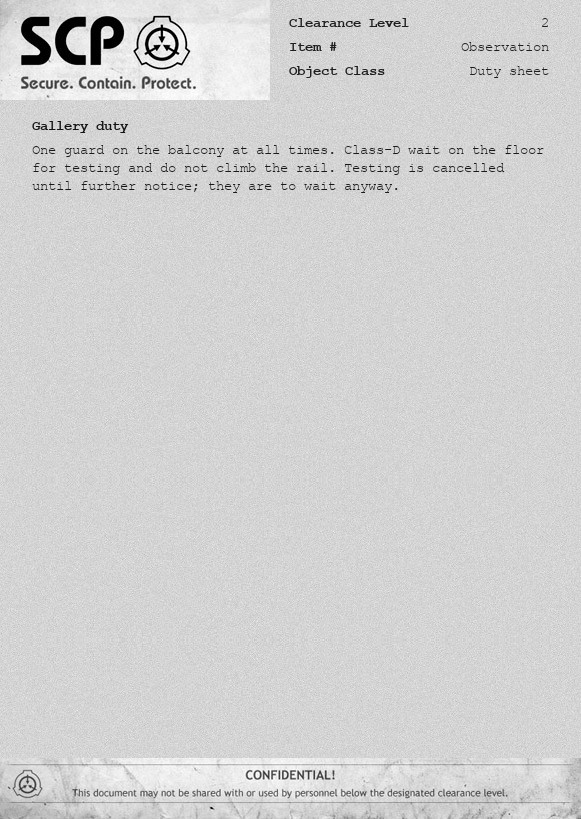 SCP
Secure. Contain. Protect.
Clearance Level 2
Item # Observation
Object Class Duty sheet
Gallery duty
One guard on the balcony at all times. Class-D wait on the floor
for testing and do not climb the rail. Testing is cancelled
until further notice; they are to wait anyway.
CONFIDENTIAL!
This document may not be shared with or used by personnel below the designated clearance level.